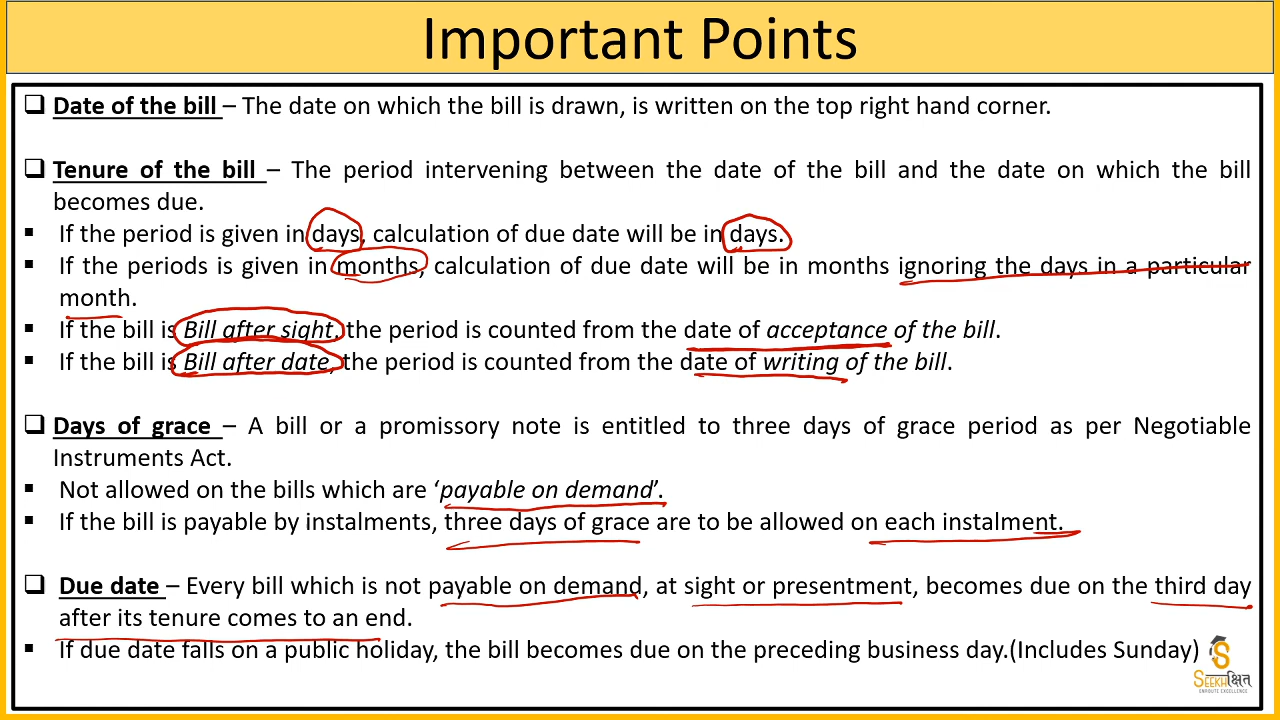 Important Points
❑ Date of the bill – The date on which the bill is drawn, is written on the top right hand corner.
❑ Tenure of the bill – The period intervening between the date of the bill and the date on which the bill
becomes due.
▪ If the period is given in days, calculation of due date will be in days.
▪ If the periods is given in months, calculation of due date will be in months ignoring the days in a particular
month.
▪ If the bill is Bill after sight, the period is counted from the date of acceptance of the bill.
▪ If the bill is Bill after date, the period is counted from the date of writing of the bill.
❑ Days of grace – A bill or a promissory note is entitled to three days of grace period as per Negotiable
Instruments Act.
▪ Not allowed on the bills which are ‘payable on demand’.
▪ If the bill is payable by instalments, three days of grace are to be allowed on each instalment.
❑ Due date – Every bill which is not payable on demand, at sight or presentment, becomes due on the third day
after its tenure comes to an end.
▪ If due date falls on a public holiday, the bill becomes due on the preceding business day.(Includes Sunday)
SEEKHक्षित्
ENROUTE EXCELLENCE